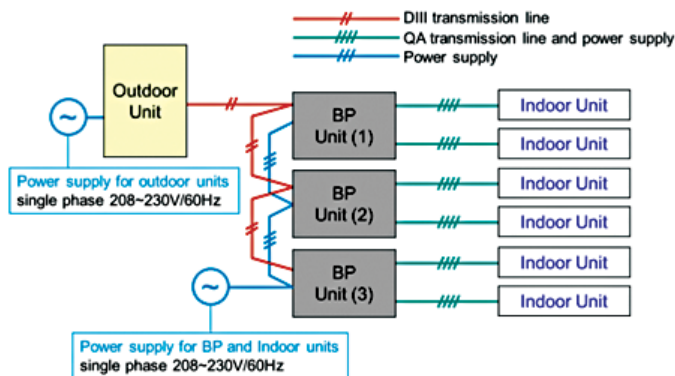 DIII transmission line
QA transmission line and power supply
Power supply
Outdoor
Unit
BP
Unit (1)
Indoor Unit
Indoor Unit
Power supply for outdoor units
single phase 208~230V/60Hz
BP
Unit (2)
Indoor Unit
Indoor Unit
BP
Unit (3)
Indoor Unit
Indoor Unit
Power supply for BP and Indoor units
single phase 208~230V/60Hz